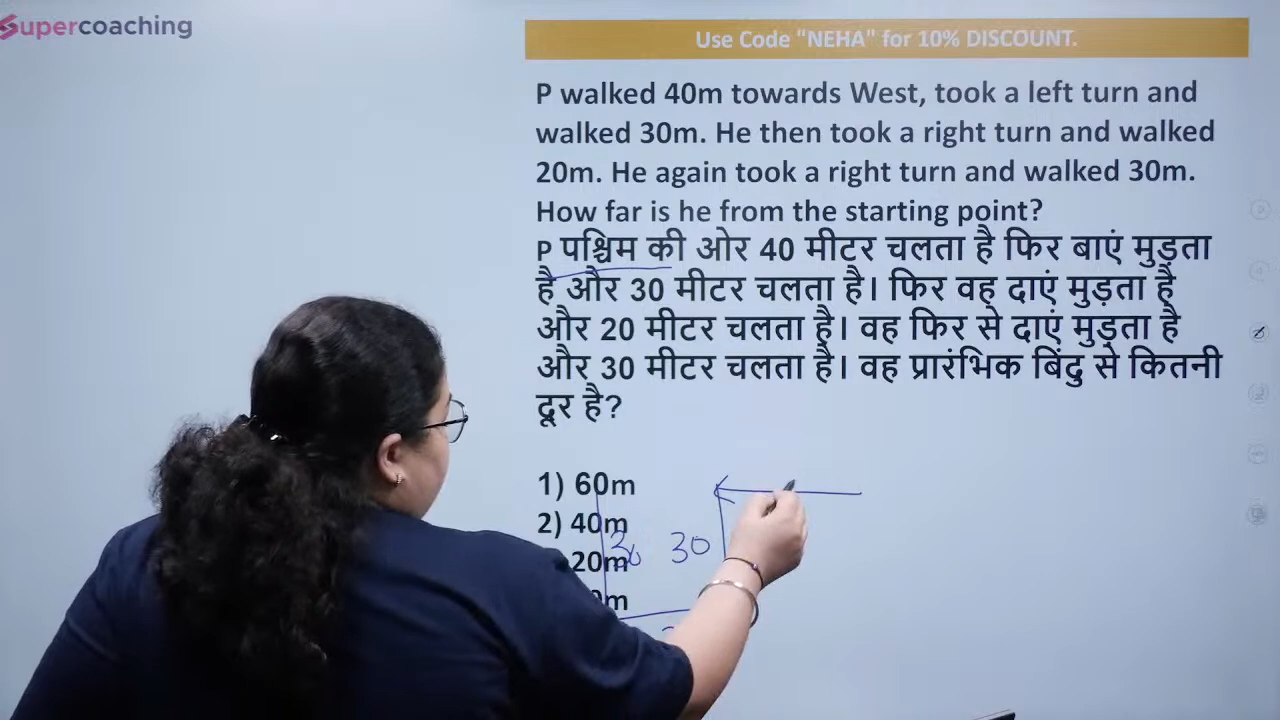 Supercoaching
Use Code "NEHA" for 10% DISCOUNT.
P walked 40m towards West, took a left turn and
walked 30m. He then took a right turn and walked
20m. He again took a right turn and walked 30m.
How far is he from the starting point?
P पश्चिम की ओर 40 मीटर चलता है फिर बाएं मुड़ता
है और 30 मीटर चलता है। फिर वह दाएं मुड़ता है
और 20 मीटर चलता है। वह फिर से दाएं मुड़ता है
और 30 मीटर चलता है। वह प्रारंभिक बिंदु से कितनी
दूर है?
1) 60m
2) 40m
20m
30 30